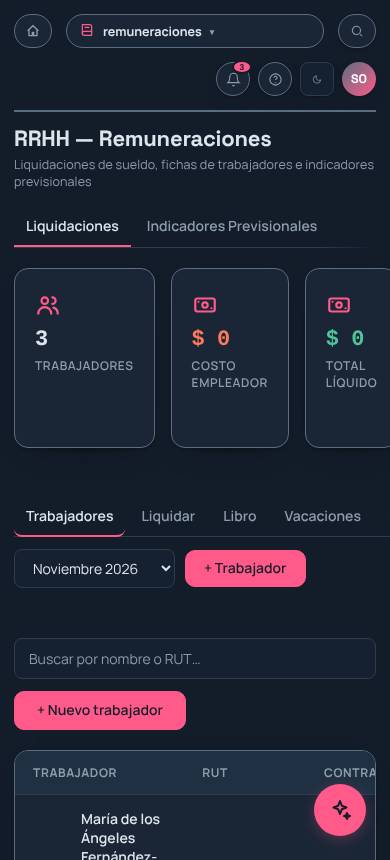 remuneraciones ▾
3
SO
RRHH — Remuneraciones
Liquidaciones de sueldo, fichas de trabajadores e indicadores
previsionales
Liquidaciones
Indicadores Previsionales
3
TRABAJADORES
$ 0
COSTO
EMPLEADOR
$ 0
TOTAL
LÍQUIDO
Trabajadores
Liquidar
Libro
Vacaciones
Noviembre 2026
+ Trabajador
Buscar por nombre o RUT…
+ Nuevo trabajador
TRABAJADOR
RUT
CONTRA
María de los
Ángeles
Fernández-